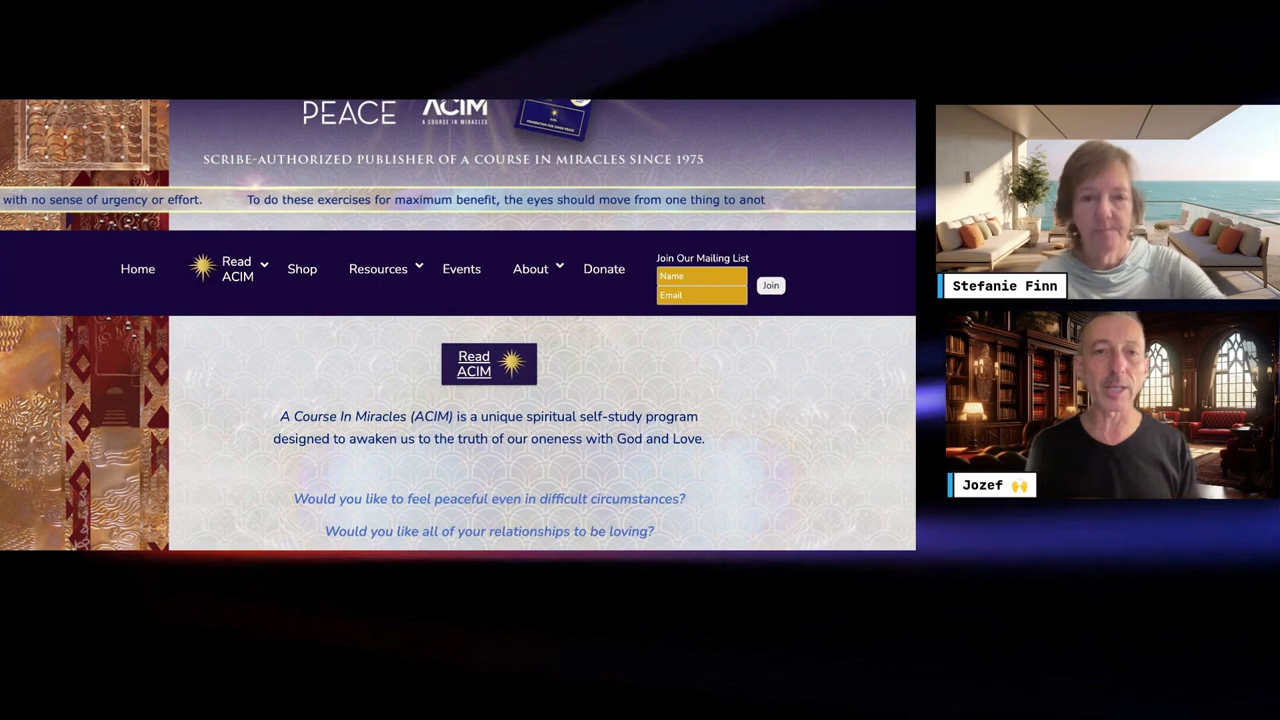 PEACE
ACIM
A COURSE IN MIRACLES
FOUNDATION FOR INNER PEACE
SCRIBE-AUTHORIZED PUBLISHER OF A COURSE IN MIRACLES SINCE 1975
with no sense of urgency or effort. To do these exercises for maximum benefit, the eyes should move from one thing to anot
Home
Read
ACIM
Shop
Resources
Events
About
Donate
Join Our Mailing List
Name
Email
Join
Read
ACIM
A Course In Miracles (ACIM) is a unique spiritual self-study program
designed to awaken us to the truth of our oneness with God and Love.
Would you like to feel peaceful even in difficult circumstances?
Would you like all of your relationships to be loving?
Stefanie Finn
Jozef 🙌